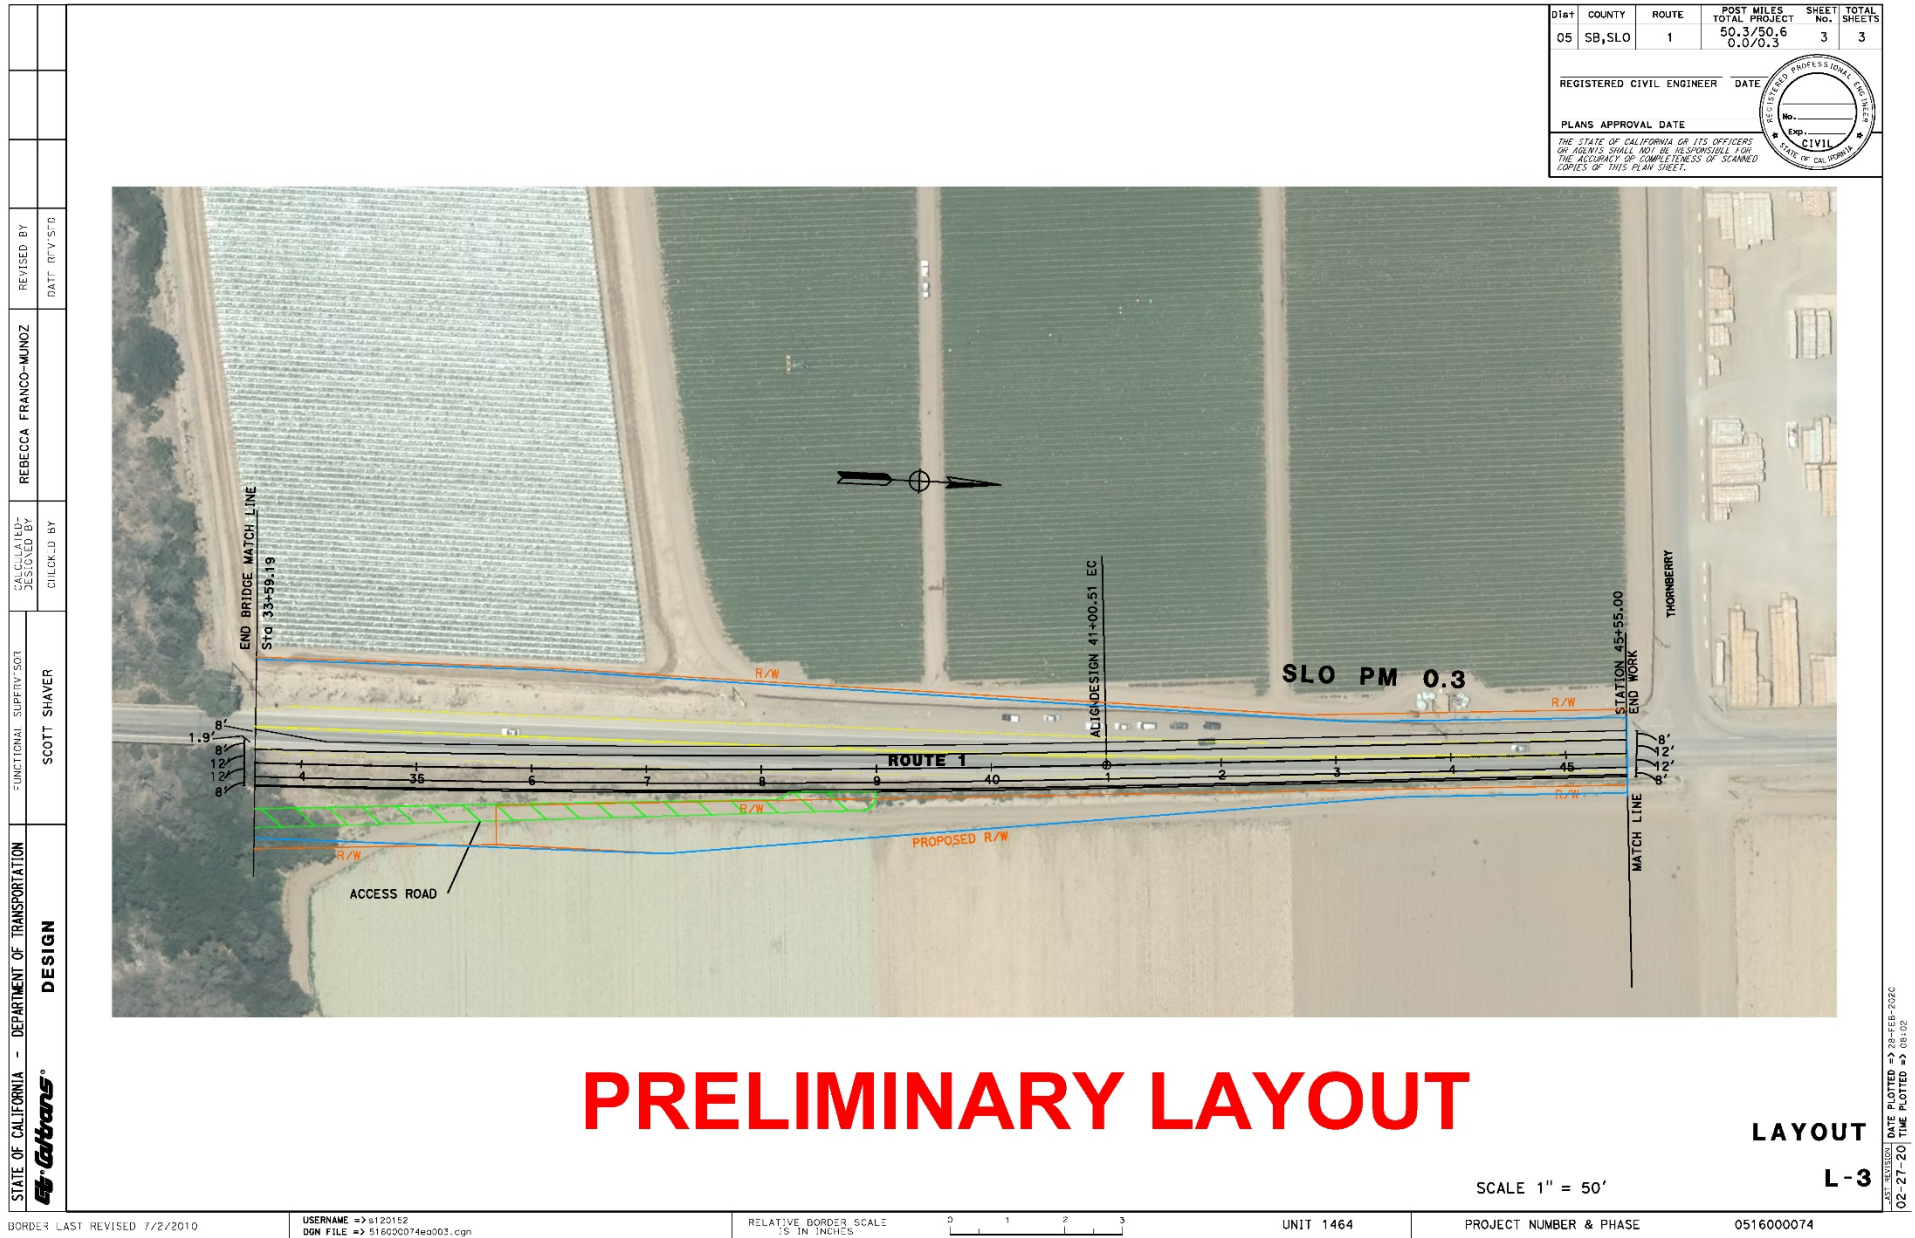 Dist COUNTY ROUTE POST MILES TOTAL PROJECT SHEET No. TOTAL SHEETS
05 SB,SLO 1 50.3/50.6 0.0/0.3 3 3
REGISTERED CIVIL ENGINEER DATE
PLANS APPROVAL DATE
THE STATE OF CALIFORNIA OR ITS OFFICERS
OR AGENTS SHALL NOT BE RESPONSIBLE FOR
THE ACCURACY OR COMPLETENESS OF SCANNED
COPIES OF THIS PLAN SHEET.
REGISTERED PROFESSIONAL ENGINEER
No.
Exp.
CIVIL
STATE OF CALIFORNIA
REVISED BY
DATE REVISED
REBECCA FRANCO-MUNOZ
CALCULATED-
DESIGNED BY
CHECKED BY
FUNCTIONAL SUPERVISOR
SCOTT SHAVER
STATE OF CALIFORNIA - DEPARTMENT OF TRANSPORTATION
DESIGN
Caltrans
END BRIDGE MATCH LINE
Sta 33+59.19
ALIGNDESIGN 41+00.51 EC
STATION 45+55.00
END WORK
THORNBERRY
MATCH LINE
SLO PM 0.3
R/W
R/W
8'
1.9'
8'
12'
12'
8'
ROUTE 1
4 35 6 7 8 9 40 1 2 3 4 45
8'
12'
12'
8'
R/W
R/W
R/W
PROPOSED R/W
ACCESS ROAD
PRELIMINARY LAYOUT
LAYOUT
L-3
SCALE 1" = 50'
LAST REVISION
02-27-20
DATE PLOTTED => 28-FEB-2020
TIME PLOTTED => 08:02
BORDER LAST REVISED 7/2/2010
USERNAME => s120152
DGN FILE => 516000074ea003.dgn
RELATIVE BORDER SCALE
IS IN INCHES
0 1 2 3
UNIT 1464
PROJECT NUMBER & PHASE
0516000074